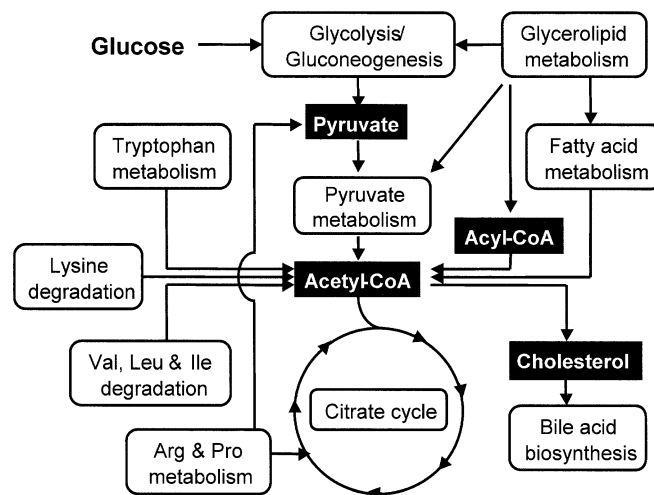 Glucose
Glycolysis/
Gluconeogenesis
Glycerolipid
metabolism
Pyruvate
Tryptophan
metabolism
Fatty acid
metabolism
Pyruvate
metabolism
Acyl-CoA
Lysine
degradation
Acetyl-CoA
Val, Leu & Ile
degradation
Cholesterol
Citrate cycle
Arg & Pro
metabolism
Bile acid
biosynthesis